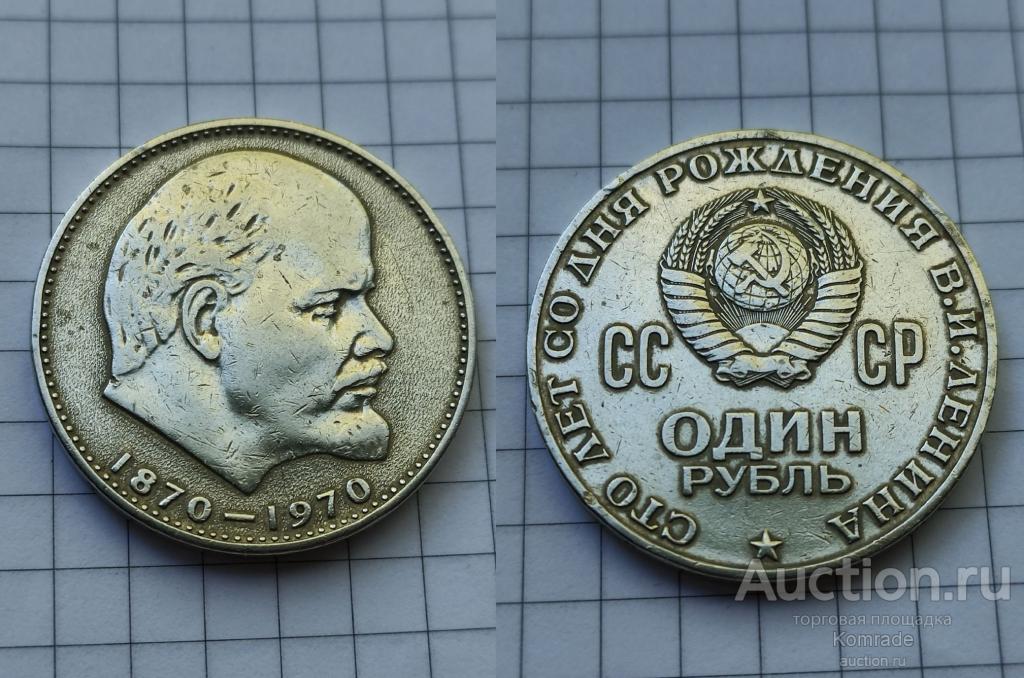 1870–1970
СТО ЛЕТ СО ДНЯ РОЖДЕНИЯ В.И.ЛЕНИНА
СС СР
ОДИН
РУБЛЬ
Auction.ru
торговая площадка
Komrade
auction.ru